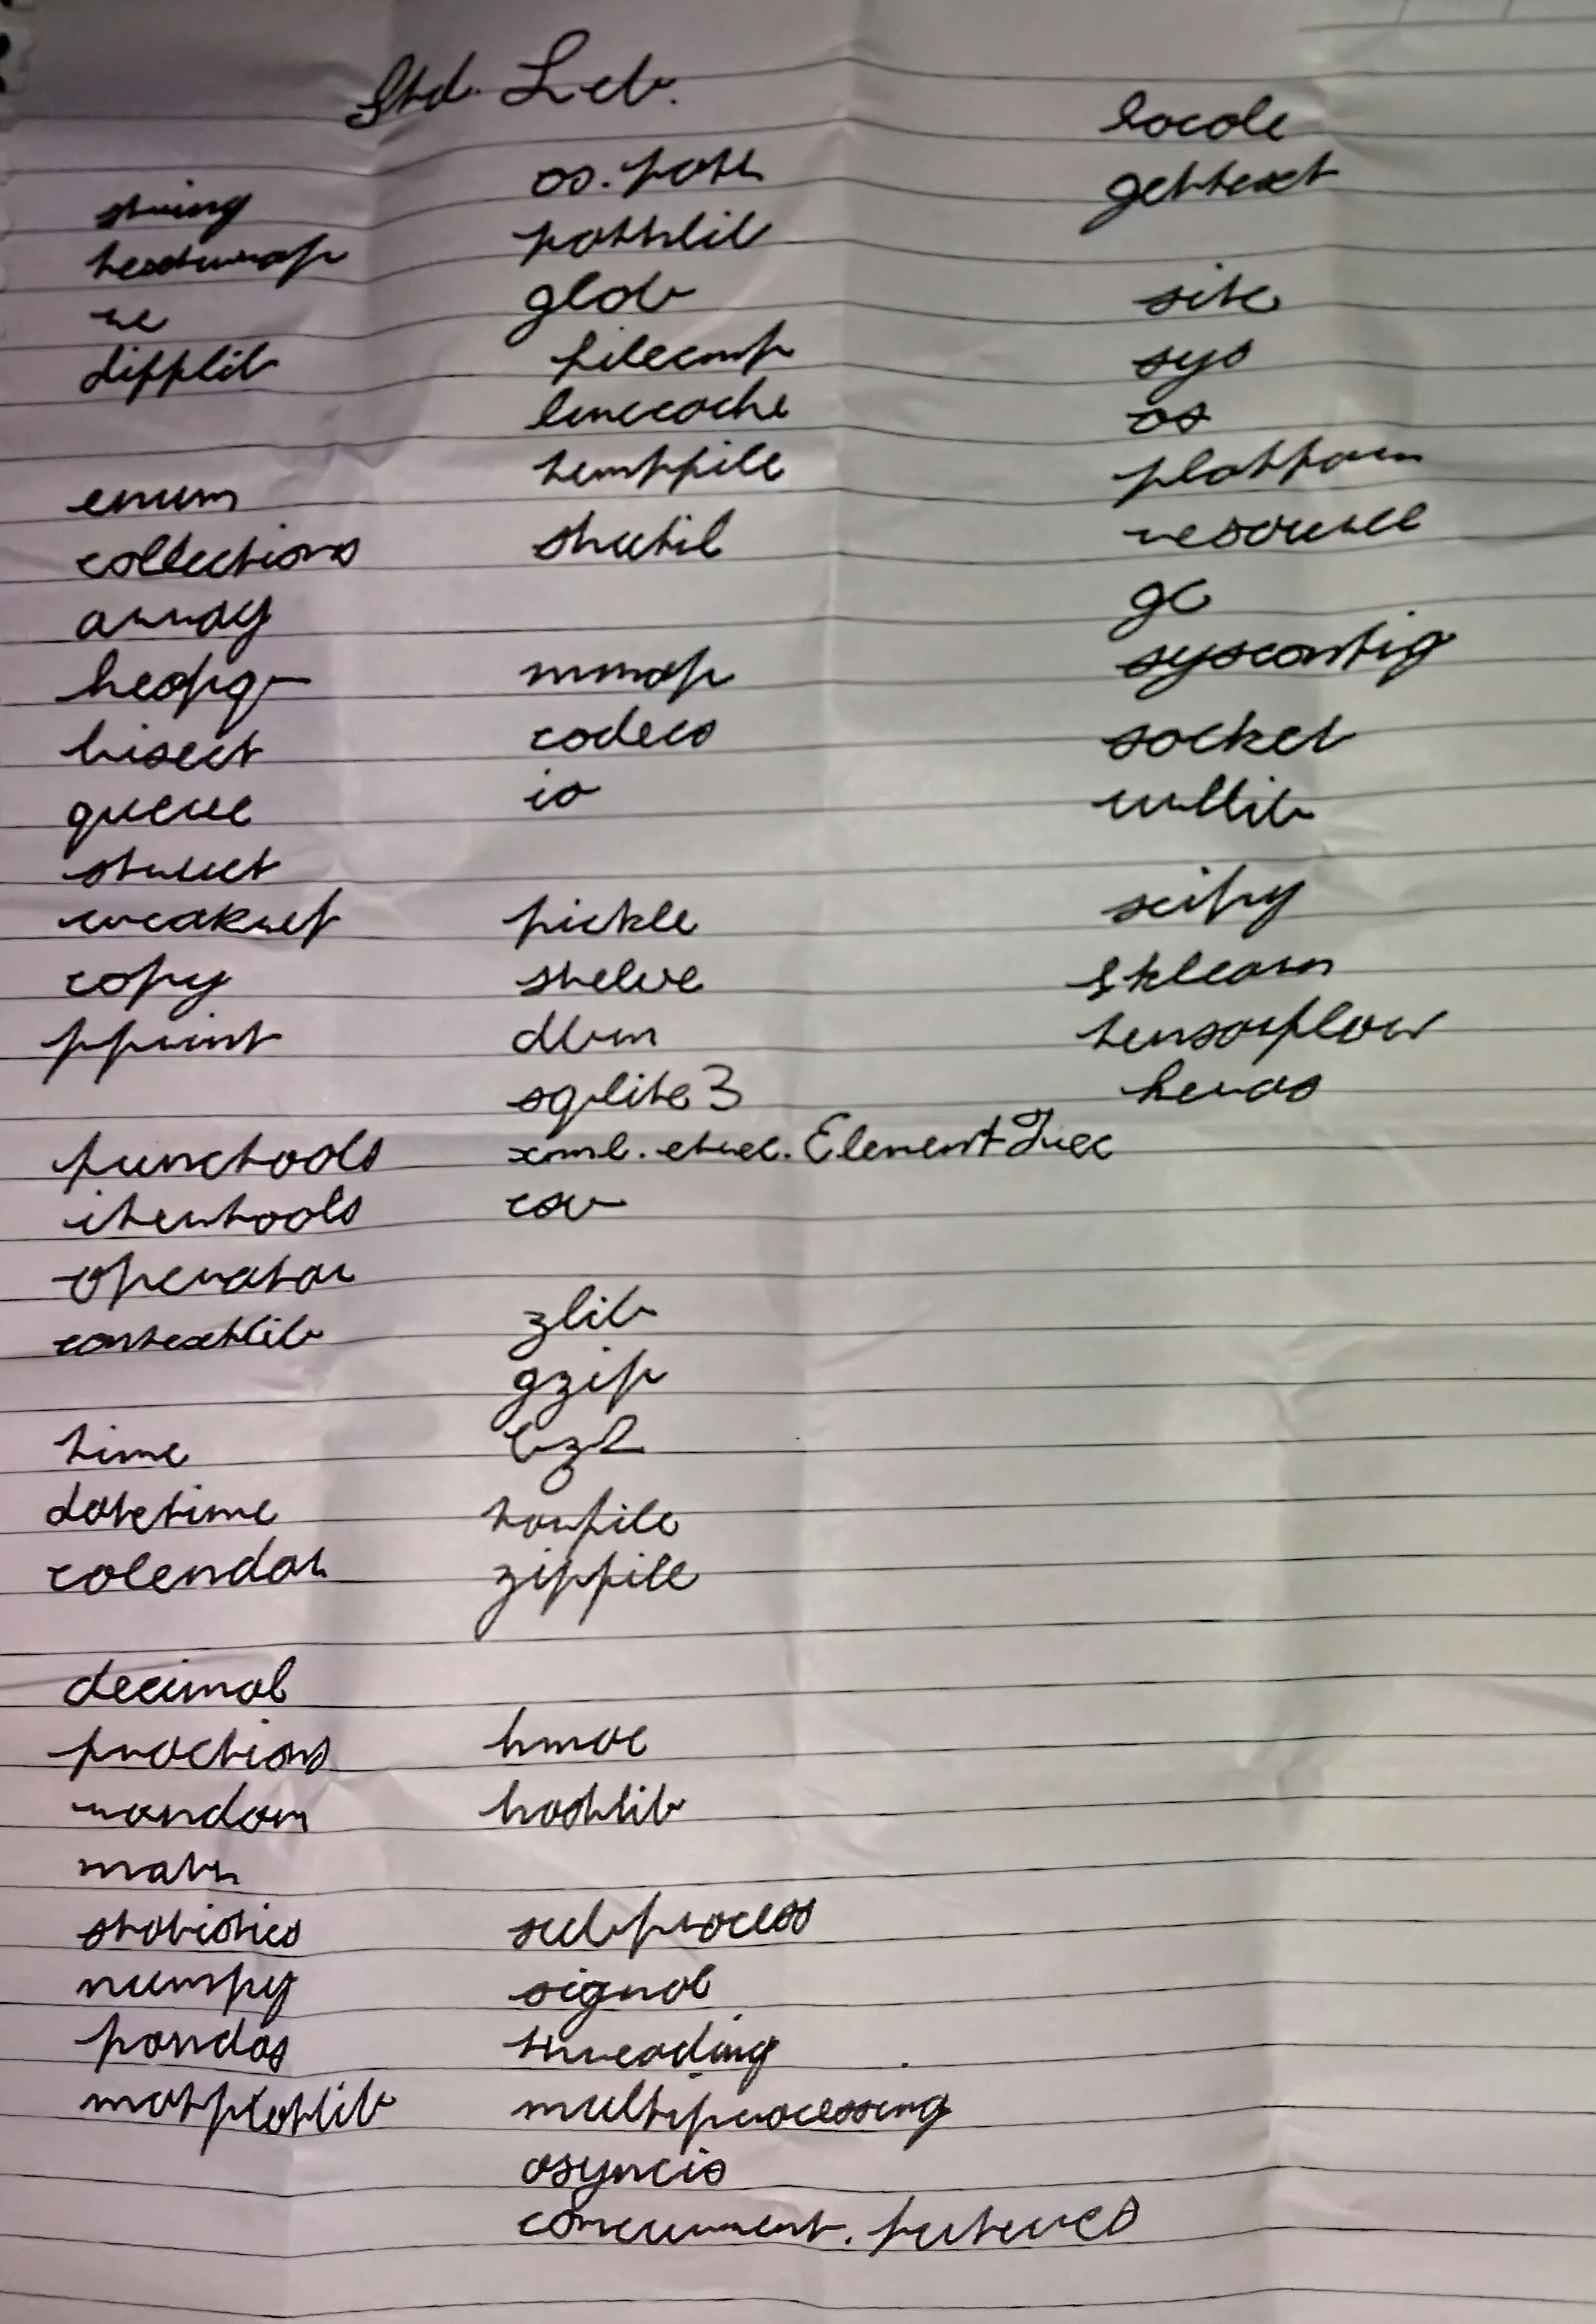 Std. Lib.
string
textwrap
re
difflib
enum
collections
array
heapq
bisect
queue
struct
weakref
copy
pprint
functools
itertools
operator
contextlib
time
datetime
calendar
decimal
fractions
random
math
statistics
numpy
pandas
matplotlib
os.path
pathlib
glob
filecmp
linecache
tempfile
shutil
mmap
codecs
io
pickle
shelve
dbm
sqlite3
xml.etree.ElementTree
csv
zlib
gzip
bz2
tarfile
zipfile
hmac
hashlib
subprocess
signal
threading
multiprocessing
asyncio
concurrent.futures
locale
gettext
site
sys
os
platform
resource
gc
sysconfig
socket
urllib
scipy
sklearn
tensorflow
keras